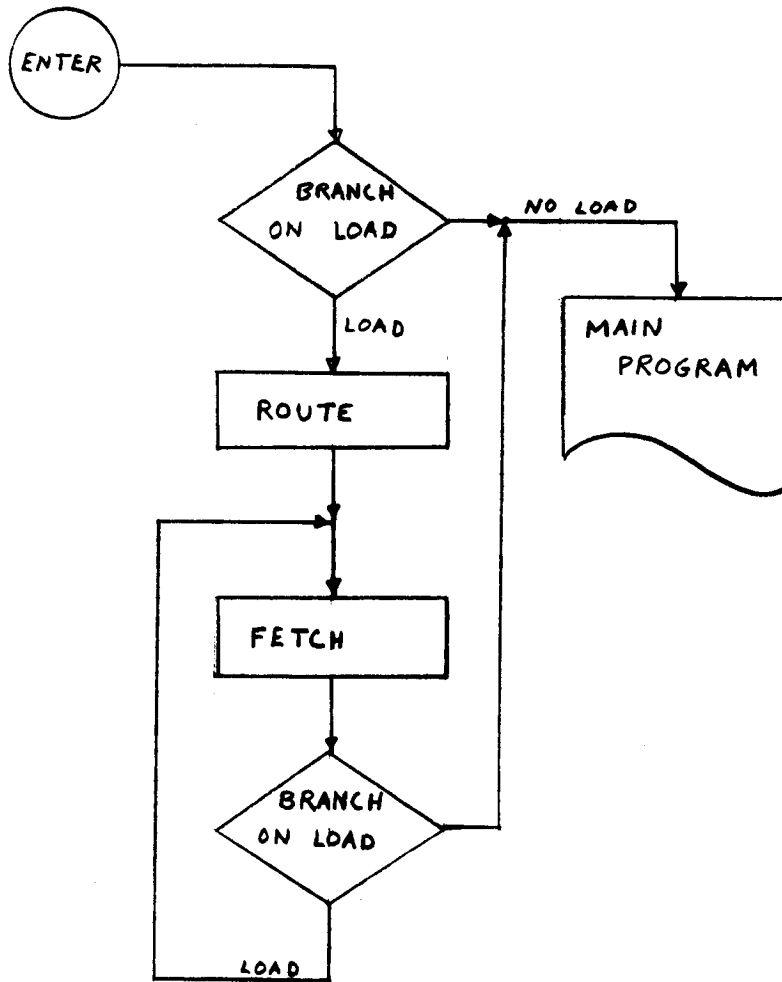 ENTER
BRANCH
ON LOAD
NO LOAD
LOAD
MAIN
PROGRAM
ROUTE
FETCH
BRANCH
ON LOAD
LOAD